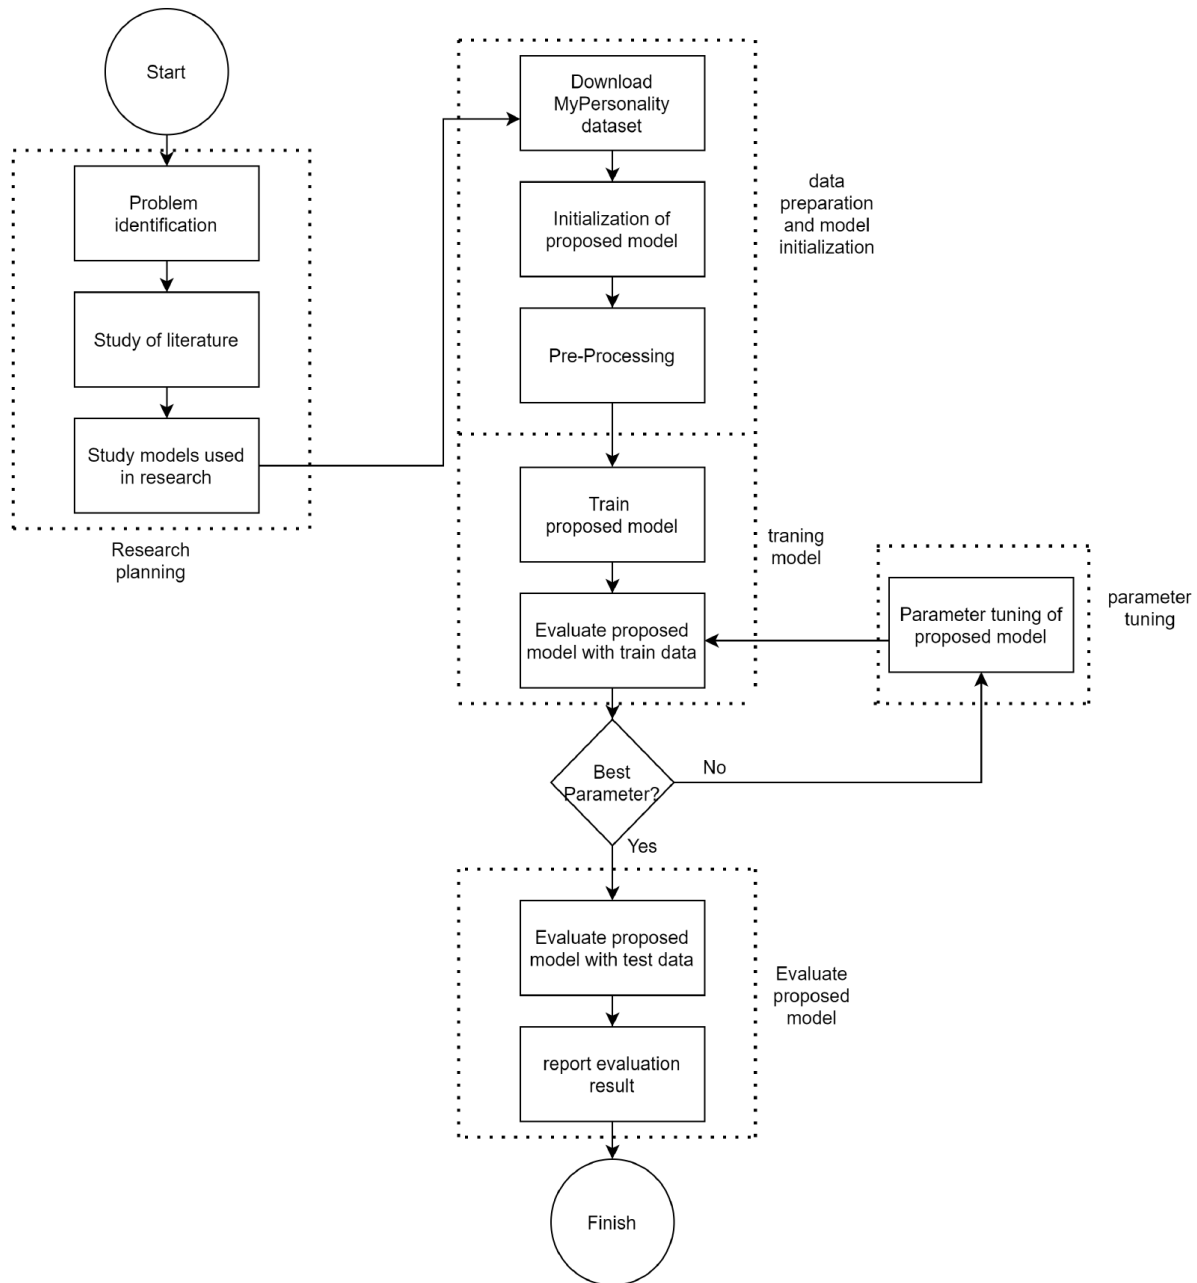 Start
Problem
identification
Study of literature
Study models used
in research
Research
planning
Download
MyPersonality
dataset
Initialization of
proposed model
Pre-Processing
data
preparation
and model
initialization
Train
proposed model
Evaluate proposed
model with train data
traning
model
Parameter tuning of
proposed model
parameter
tuning
Best
Parameter?
No
Yes
Evaluate proposed
model with test data
report evaluation
result
Evaluate
proposed
model
Finish